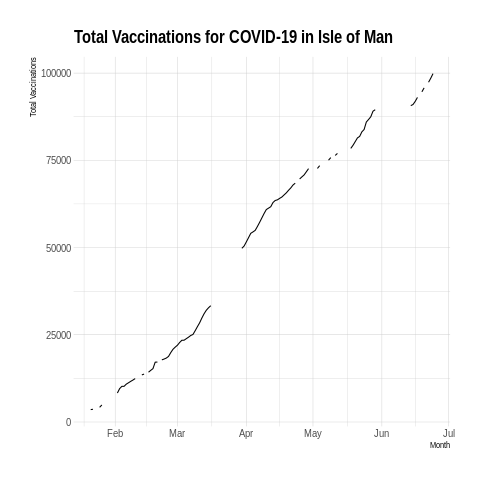 Total Vaccinations for COVID-19 in Isle of Man
Total Vaccinations
100000
75000
50000
25000
0
Feb Mar Apr May Jun Jul
Month